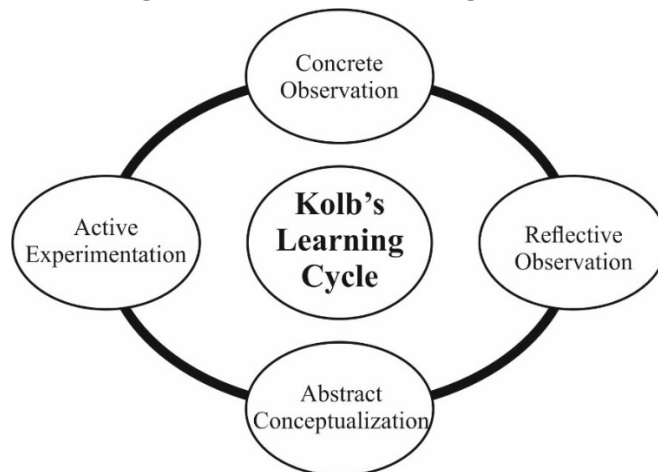 Concrete
Observation
Active
Experimentation
Kolb's
Learning
Cycle
Reflective
Observation
Abstract
Conceptualization